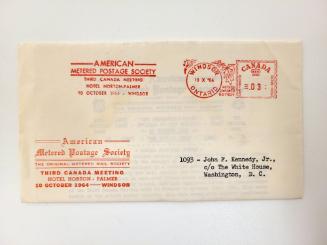 AMERICAN
METERED POSTAGE SOCIETY
THIRD CANADA MEETING
HOTEL NORTON-PALMER
10 OCTOBER 1964 - WINDSOR
WINDSOR
10 X '64
ONTARIO
CANADA
.03
American
Metered Postage Society
THE ORIGINAL METERED MAIL SOCIETY
THIRD CANADA MEETING
HOTEL NORTON - PALMER
10 OCTOBER 1964 — WINDSOR
1093 - John F. Kennedy, Jr.,
c/o The White House,
Washington, D. C.